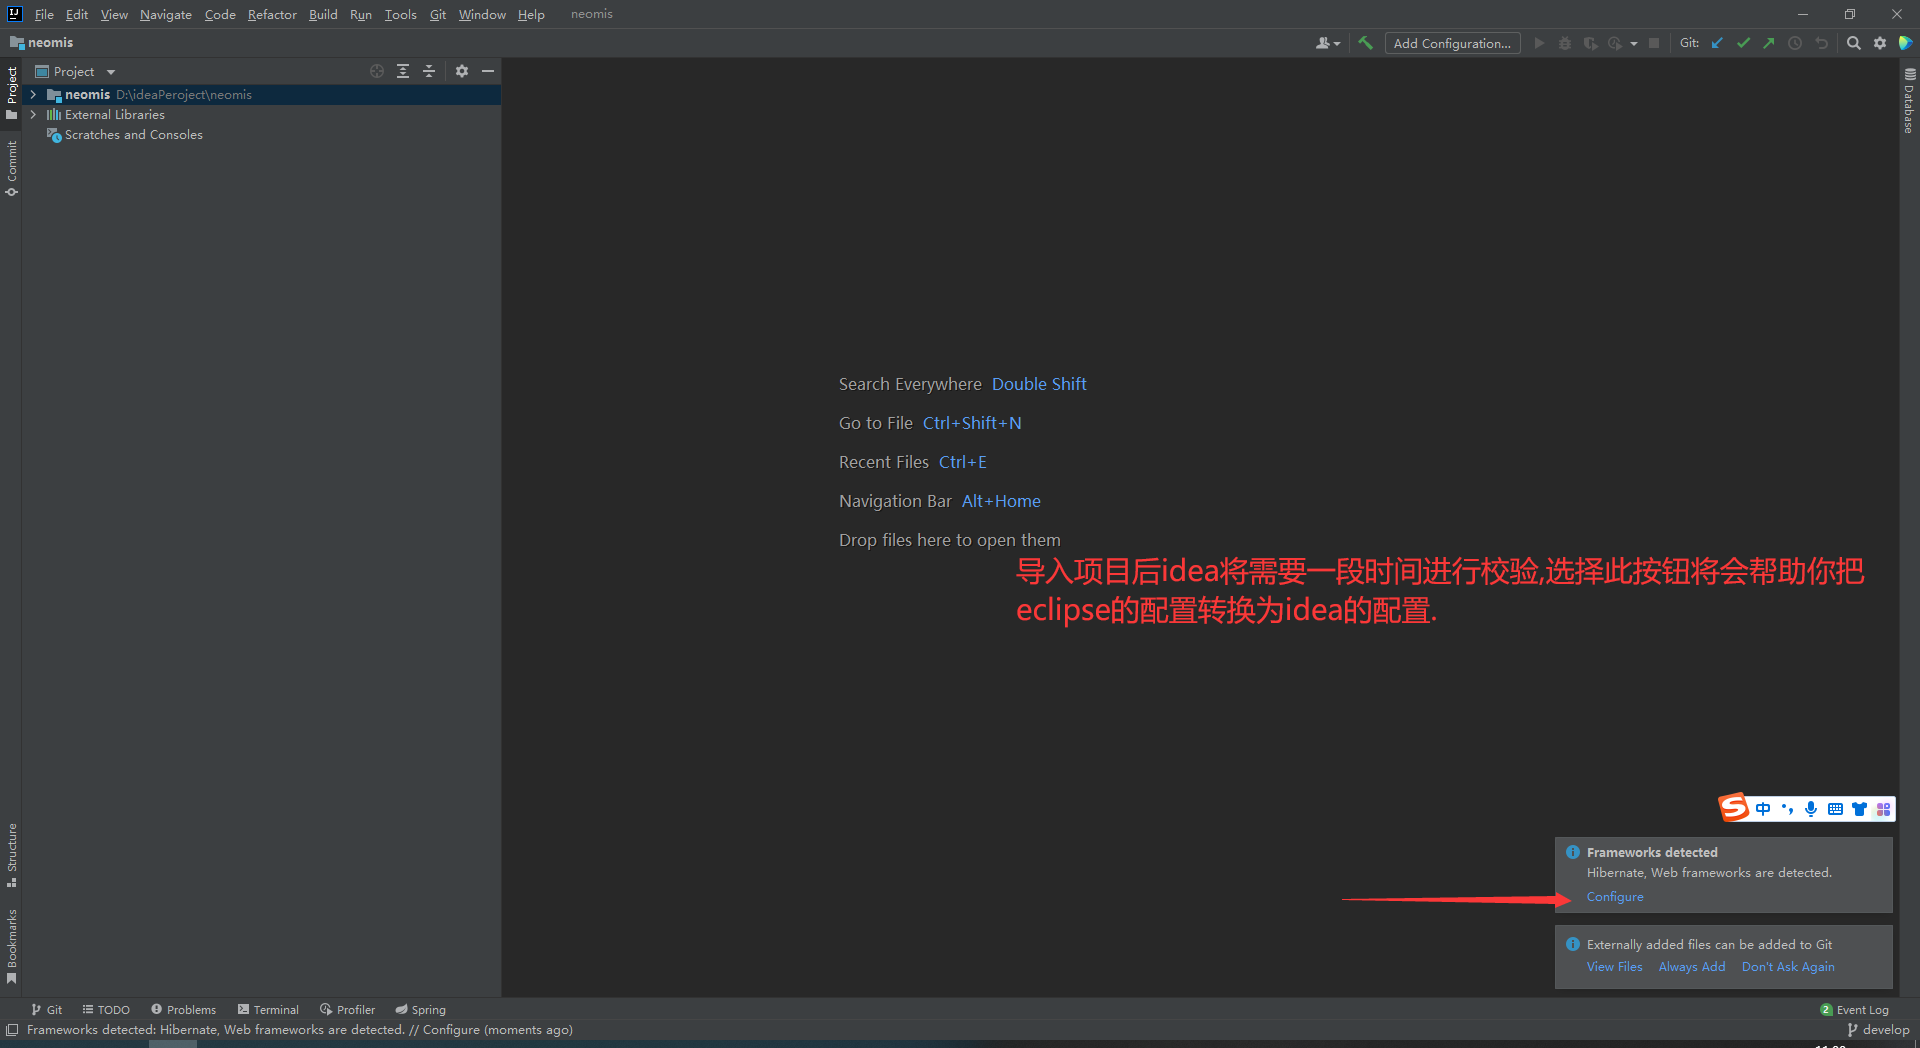 File Edit View Navigate Code Refactor Build Run Tools Git Window Help neomis
neomis
Add Configuration...
Git:
Project
neomis D:\ideaPeroject\neomis
External Libraries
Scratches and Consoles
Project
Commit
Structure
Bookmarks
Database
Search Everywhere Double Shift
Go to File Ctrl+Shift+N
Recent Files Ctrl+E
Navigation Bar Alt+Home
Drop files here to open them
导入项目后idea将需要一段时间进行校验,选择此按钮将会帮助你把
eclipse的配置转换为idea的配置.
中
Frameworks detected
Hibernate, Web frameworks are detected.
Configure
Externally added files can be added to Git
View Files Always Add Don't Ask Again
Git TODO Problems Terminal Profiler Spring
2 Event Log
Frameworks detected: Hibernate, Web frameworks are detected. // Configure (moments ago)
develop